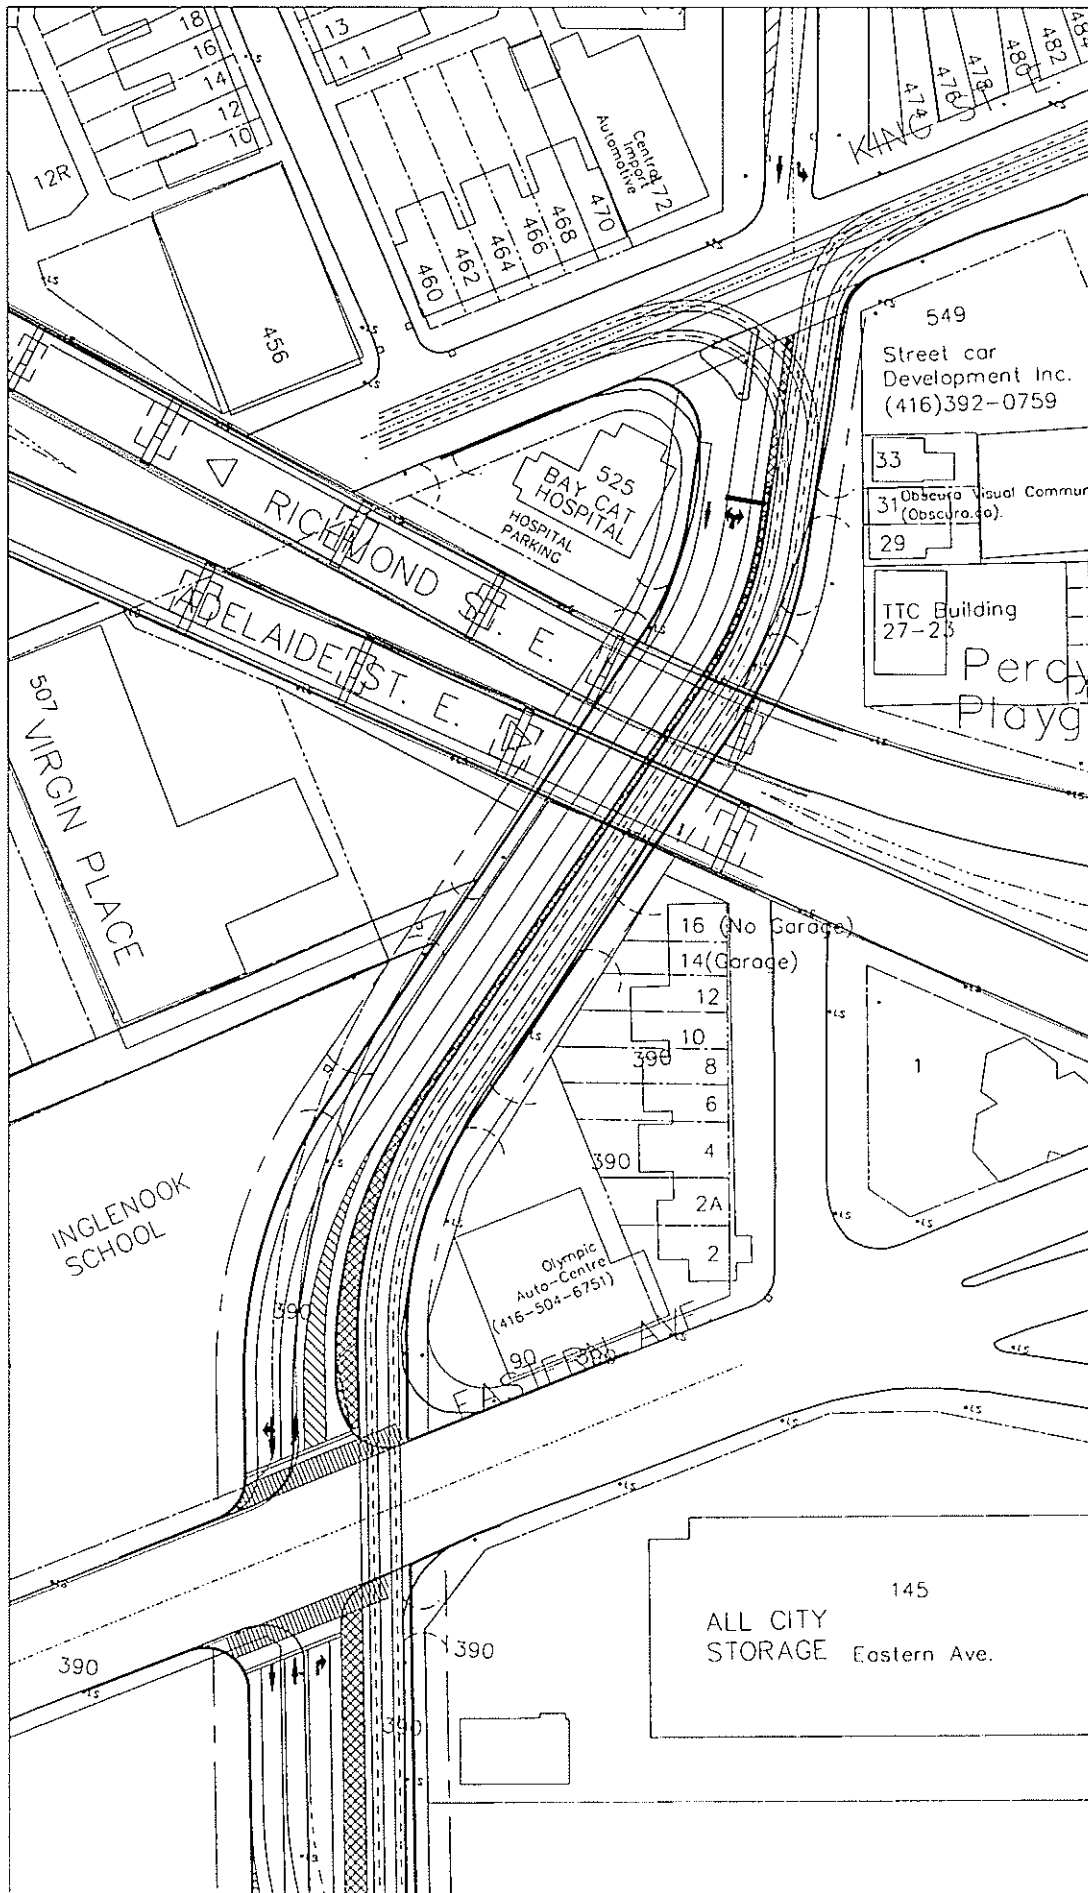 18
16
14
12
10
12R
13
11
Central
Import
Automotive
472
470
468
466
464
462
460
456
KING ST
474
476
478
480
482
484
549
Street car
Development Inc.
(416)392-0759
33
31 Obscura Visual Commun
(Obscura.ca).
29
TTC Building
27-23
Percy
Playg
525
BAY CAT
HOSPITAL
HOSPITAL
PARKING
RICHMOND ST. E.
ADELAIDE ST. E.
507 VIRGIN PLACE
16 (No Garage)
14(Garage)
12
10
390
8
6
4
390
2A
2
1
INGLENOOK
SCHOOL
390
Olympic
Auto-Centre
(416-504-6751)
90
EASTERN AVE
145
ALL CITY
STORAGE Eastern Ave.
390
390
390